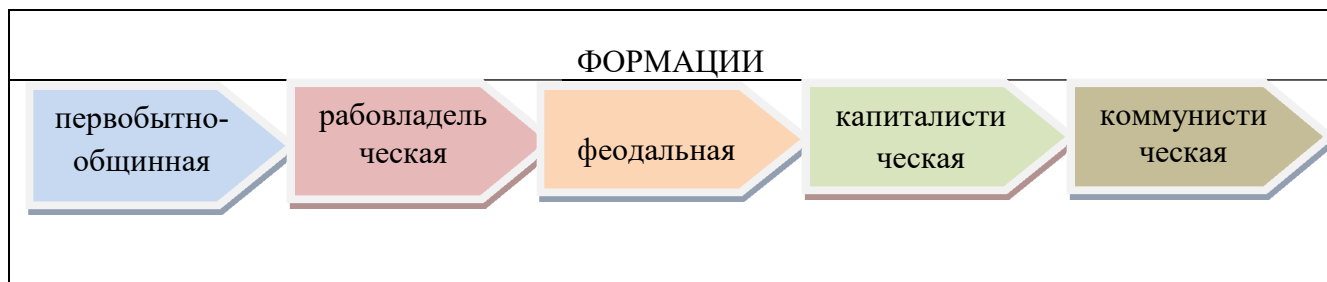 ФОРМАЦИИ
первобытно-
общинная
рабовладель
ческая
феодальная
капиталисти
ческая
коммунисти
ческая